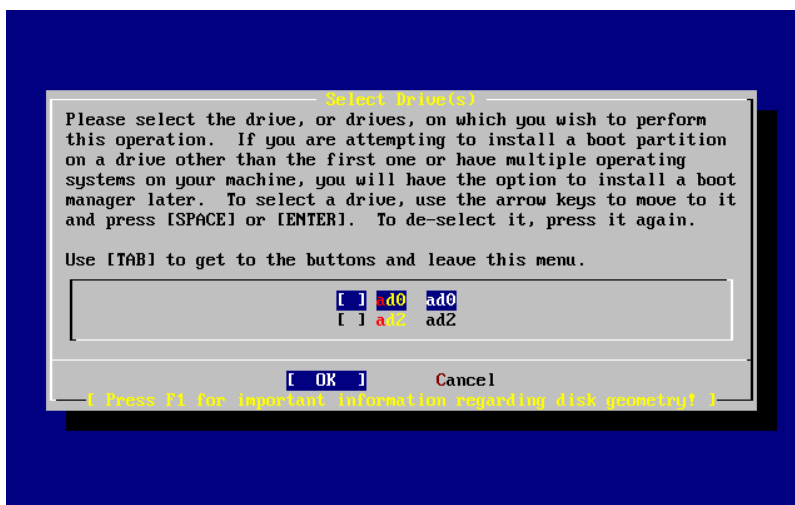 Select Drive(s)
Please select the drive, or drives, on which you wish to perform
this operation.  If you are attempting to install a boot partition
on a drive other than the first one or have multiple operating
systems on your machine, you will have the option to install a boot
manager later.  To select a drive, use the arrow keys to move to it
and press [SPACE] or [ENTER].  To de-select it, press it again.
Use [TAB] to get to the buttons and leave this menu.
[ ] ad0  ad0
[ ] ad2  ad2
[  OK  ]  Cancel
[ Press F1 for important information regarding disk geometry! ]